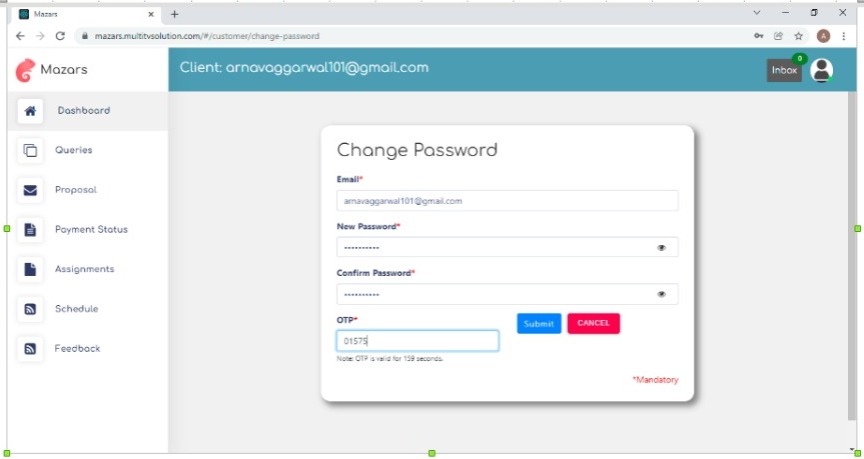 Mazars
mazars.multitvsolution.com/#/customer/change-password
A
Mazars
Client: arnavaggarwal101@gmail.com
Inbox
0
Dashboard
Queries
Proposal
Payment Status
Assignments
Schedule
Feedback
Change Password
Email*
arnavaggarwal101@gmail.com
New Password*
Confirm Password*
OTP*
Submit
CANCEL
01575
Note: OTP is valid for 159 seconds.
*Mandatory